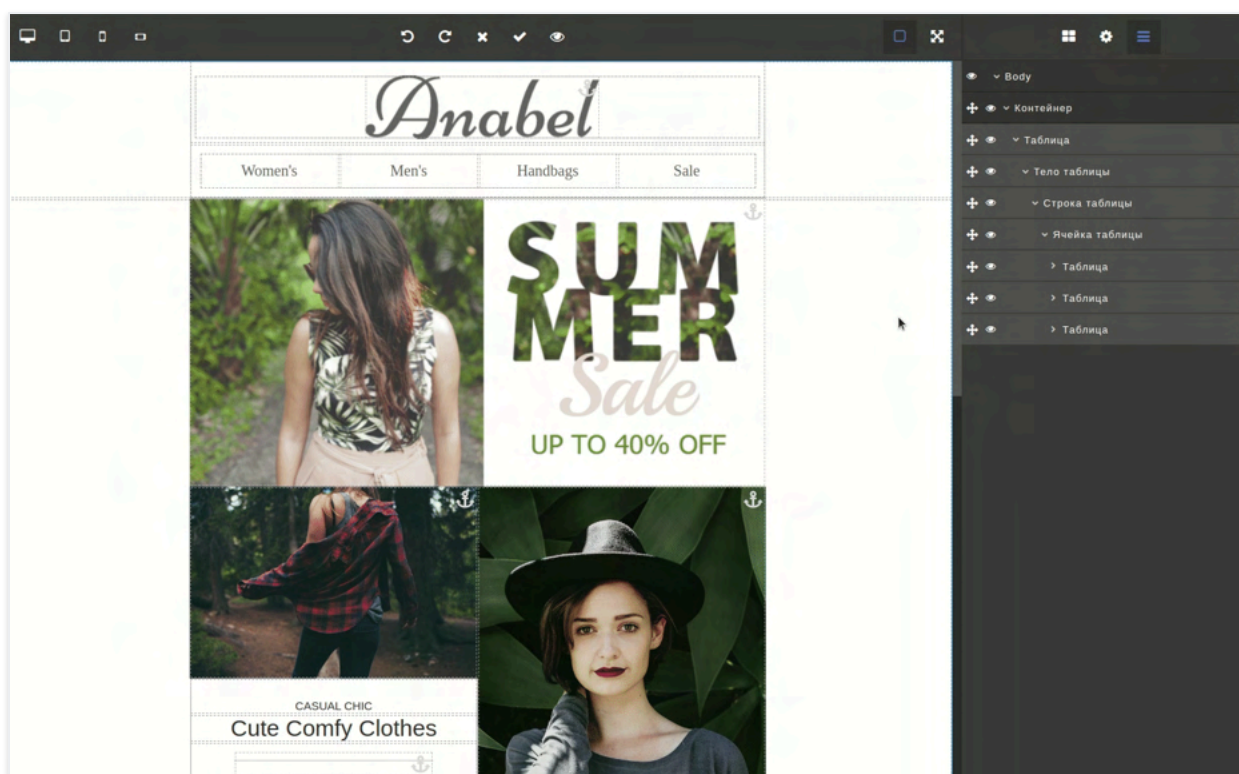 Anabel
Women's Men's Handbags Sale
SUM
MER
Sale
UP TO 40% OFF
CASUAL CHIC
Cute Comfy Clothes
Body
Контейнер
Таблица
Тело таблицы
Строка таблицы
Ячейка таблицы
Таблица
Таблица
Таблица